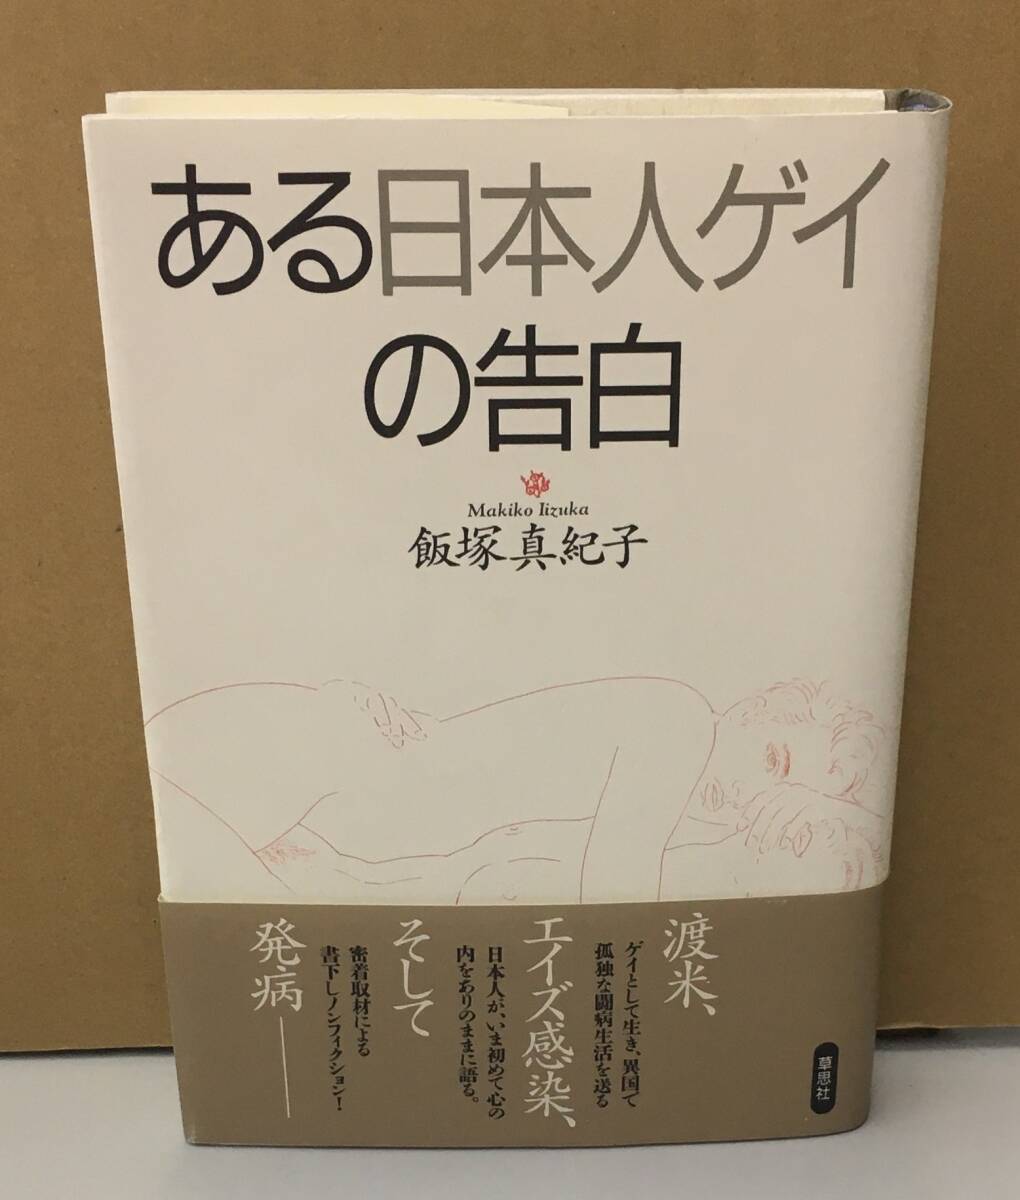 ある日本人ゲイ
の告白
Makiko Iizuka
飯塚真紀子
渡米、
ゲイとして生き、異国で
孤独な闘病生活を送る
エイズ感染、
日本人が、いま初めて心の
内をありのままに語る。
そして
密着取材による
書下しノンフィクション!
発病──
草思社